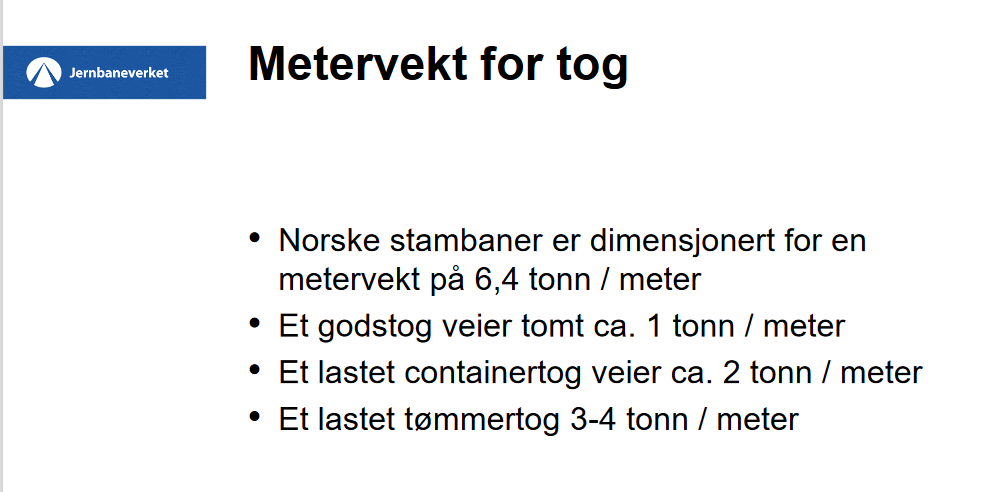 Jernbaneverket
Metervekt for tog
• Norske stambaner er dimensjonert for en
metervekt på 6,4 tonn / meter
• Et godstog veier tomt ca. 1 tonn / meter
• Et lastet containertog veier ca. 2 tonn / meter
• Et lastet tømmertog 3-4 tonn / meter